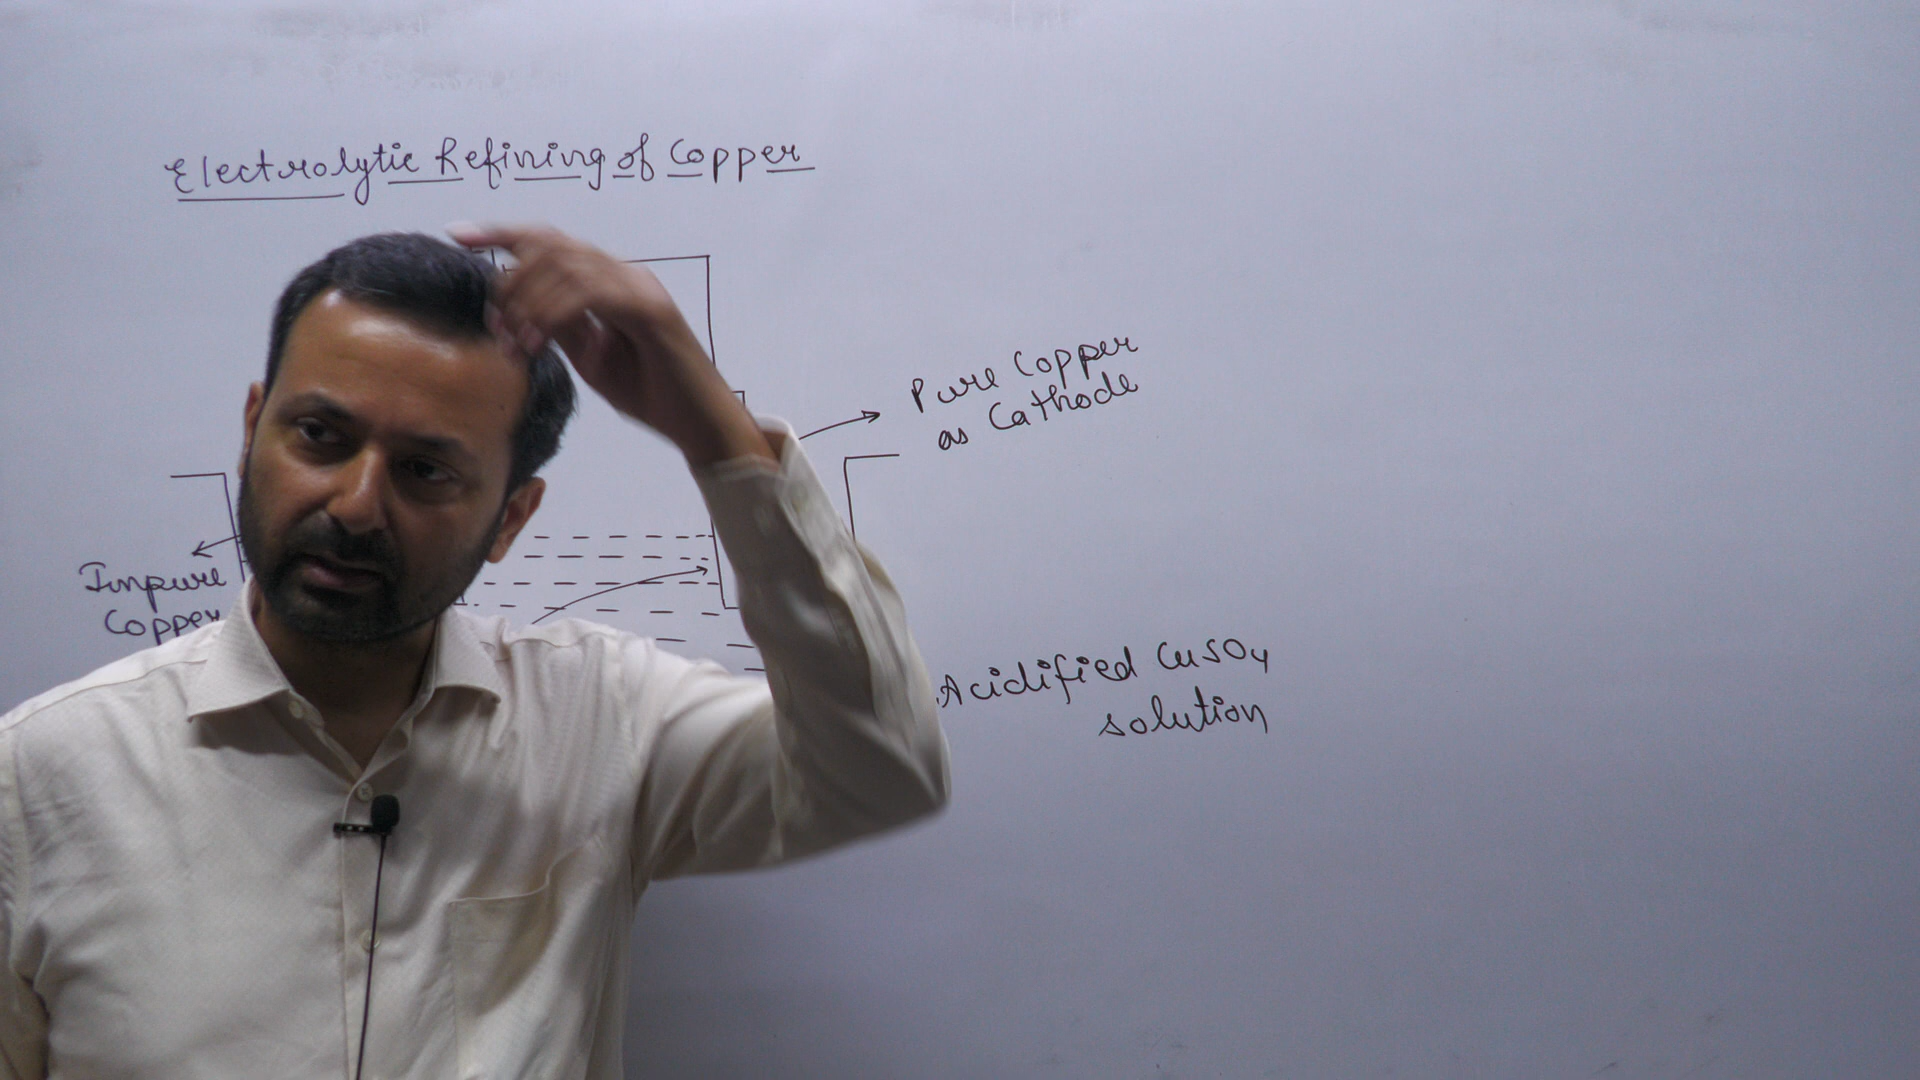 Electrolytic Refining of Copper
Pure Copper
as Cathode
Impure
Copper
Acidified CuSO4
solution